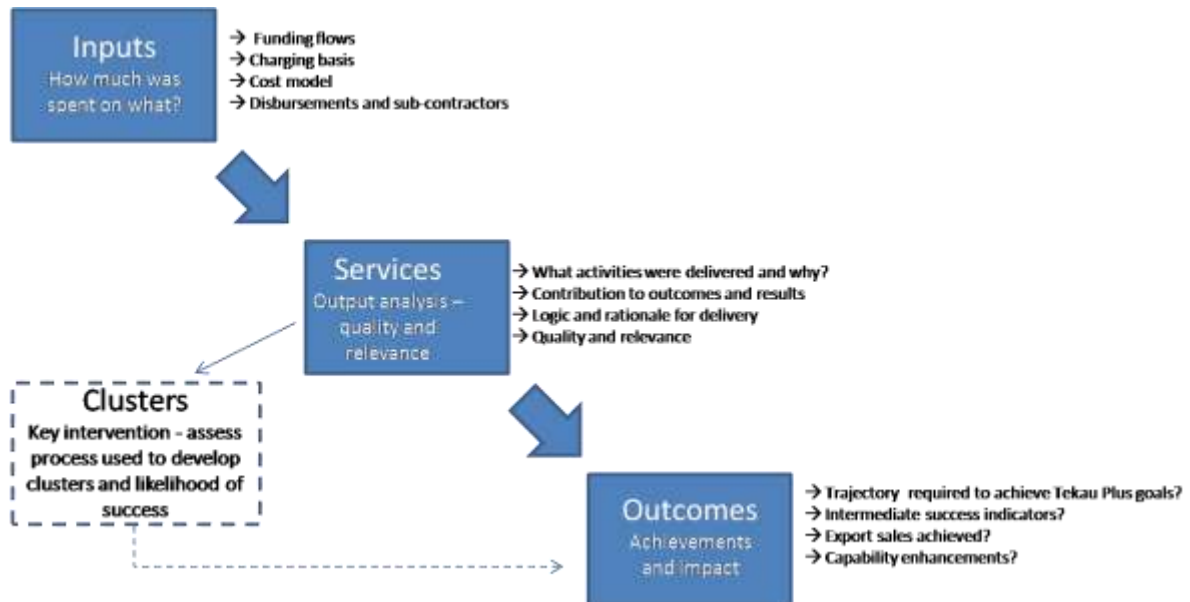 Inputs
How much was
spent on what?
→ Funding flows
→ Charging basis
→ Cost model
→ Disbursements and sub-contractors
Services
Output analysis –
quality and
relevance
→ What activities were delivered and why?
→ Contribution to outcomes and results
→ Logic and rationale for delivery
→ Quality and relevance
Clusters
Key intervention - assess
process used to develop
clusters and likelihood of
success
Outcomes
Achievements
and impact
→ Trajectory required to achieve Tekau Plus goals?
→ Intermediate success indicators?
→ Export sales achieved?
→ Capability enhancements?